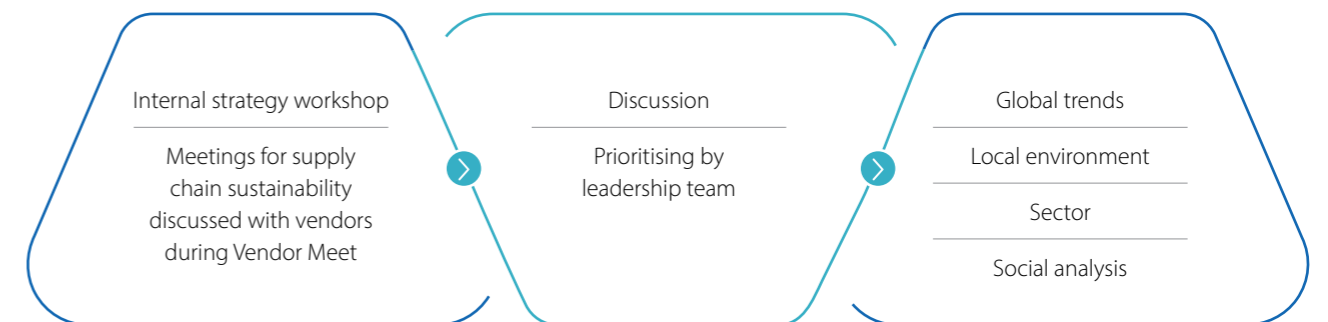 Internal strategy workshop
Meetings for supply
chain sustainability
discussed with vendors
during Vendor Meet
Discussion
Prioritising by
leadership team
Global trends
Local environment
Sector
Social analysis